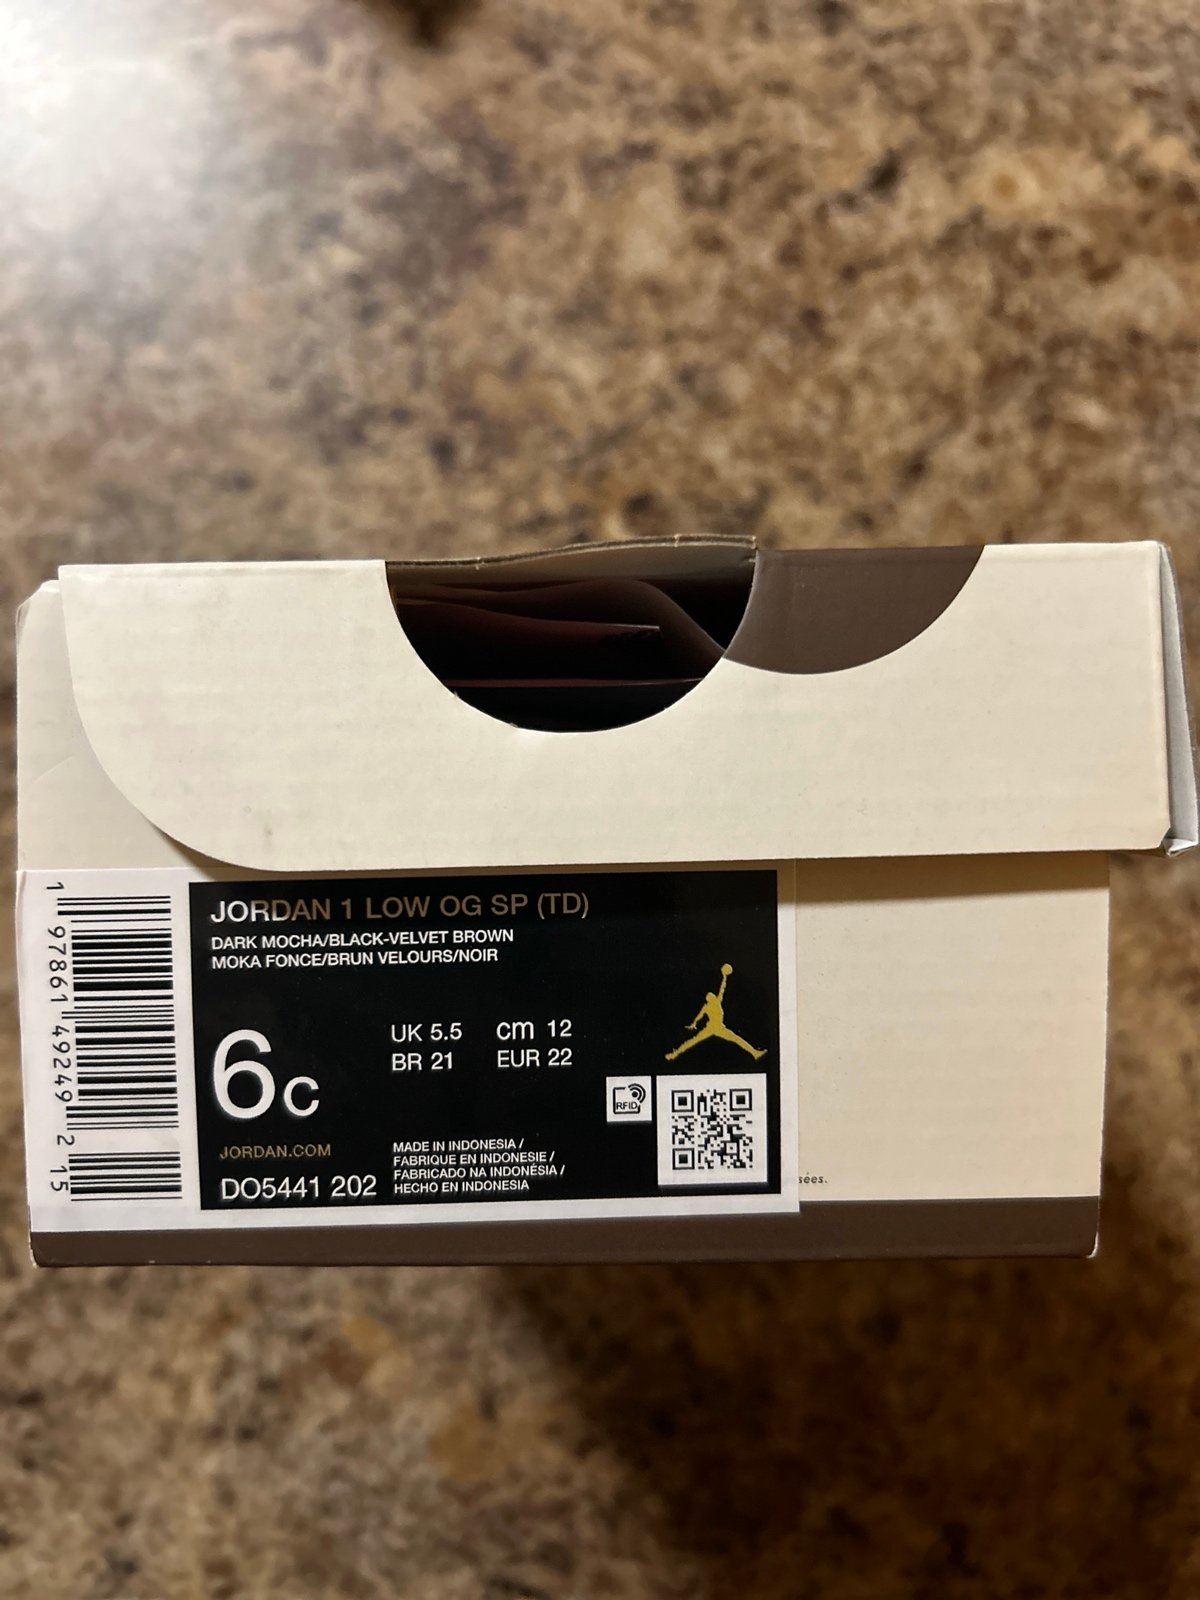 JORDAN 1 LOW OG SP (TD)
DARK MOCHA/BLACK-VELVET BROWN
MOKA FONCE/BRUN VELOURS/NOIR
6C
UK 5.5 cm 12
BR 21 EUR 22
RFID
JORDAN.COM
DO5441 202
MADE IN INDONESIA /
FABRIQUE EN INDONESIE /
FABRICADO NA INDONÉSIA /
HECHO EN INDONESIA
1 97861 49249 2 15
sées.